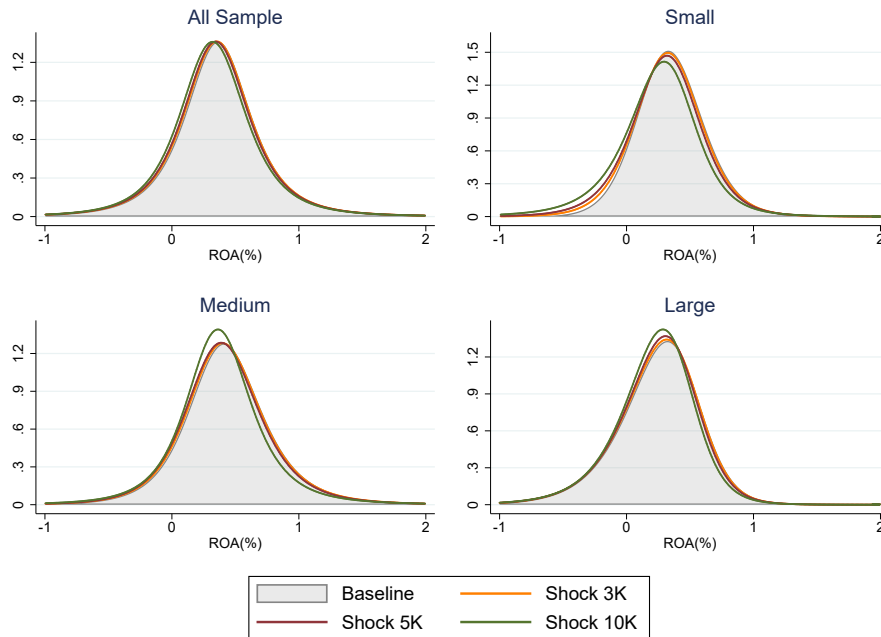 All Sample
1.2
.9
.6
.3
0
-1 0 1 2
ROA(%)
Small
1.5
1.2
.9
.6
.3
0
-1 0 1 2
ROA(%)
Medium
1.2
.9
.6
.3
0
-1 0 1 2
ROA(%)
Large
1.2
.9
.6
.3
0
-1 0 1 2
ROA(%)
Baseline Shock 3K
Shock 5K Shock 10K